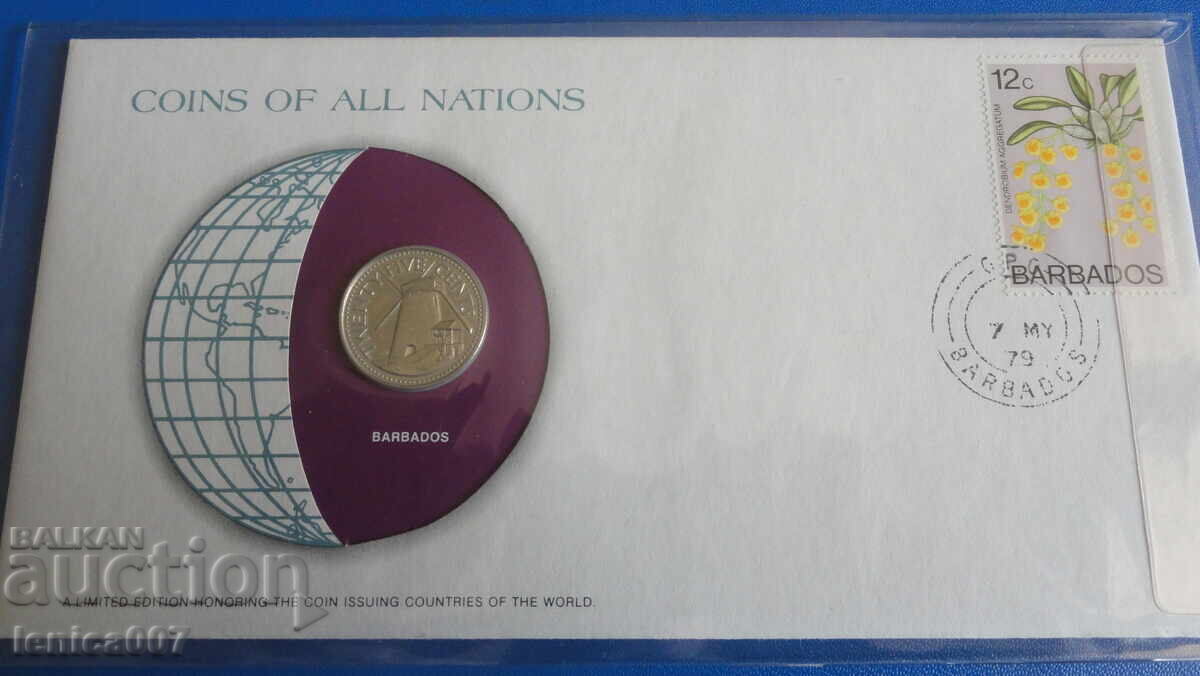 COINS OF ALL NATIONS
12c
DENDROBIUM AGGREGATUM
BARBADOS
G.P.O.
7 MY
79
BARBADOS
TWENTY FIVE CENTS
BARBADOS
A LIMITED EDITION HONORING THE COIN ISSUING COUNTRIES OF THE WORLD.
BALKAN
auction
lenica007